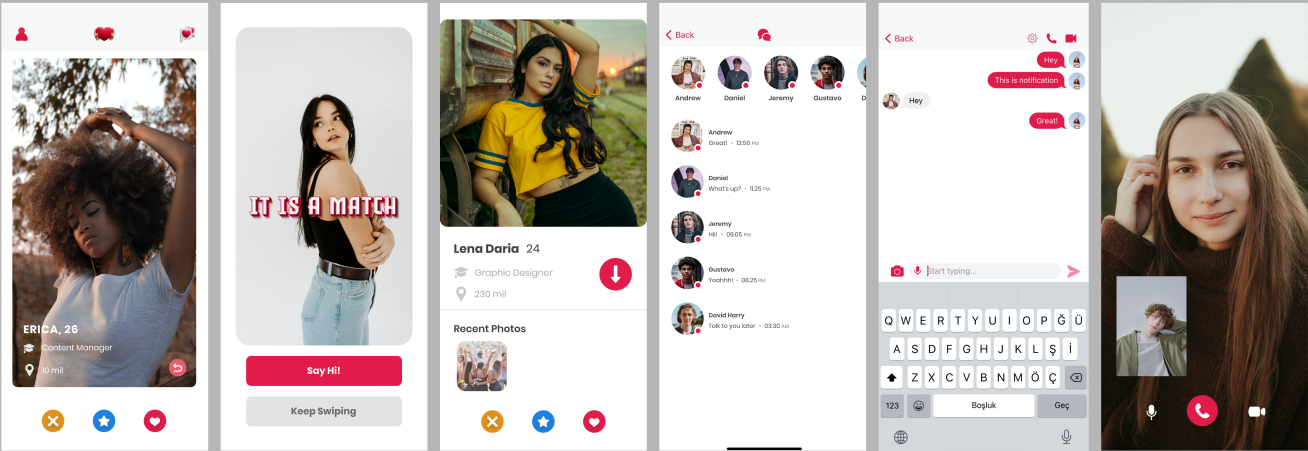 ERICA, 26
Content Manager
10 mil
IT IS A MATCH
Say Hi!
Keep Swiping
Lena Daria 24
Graphic Designer
230 mil
Recent Photos
Back
Andrew Daniel Jeremy Gustavo D
Andrew
Great! • 12:50 PM
Daniel
What's up? • 11.25 PM
Jeremy
Hi! • 09.05 PM
Gustavo
Yeahhh! • 08.25 PM
David Harry
Talk to you later • 03:30 AM
Back
Hey
This is notification
Hey
Great!
Start typing...
Q W E R T Y U I O P Ğ Ü
A S D F G H J K L Ş İ
Z X C V B N M Ö Ç
123 Boşluk Geç